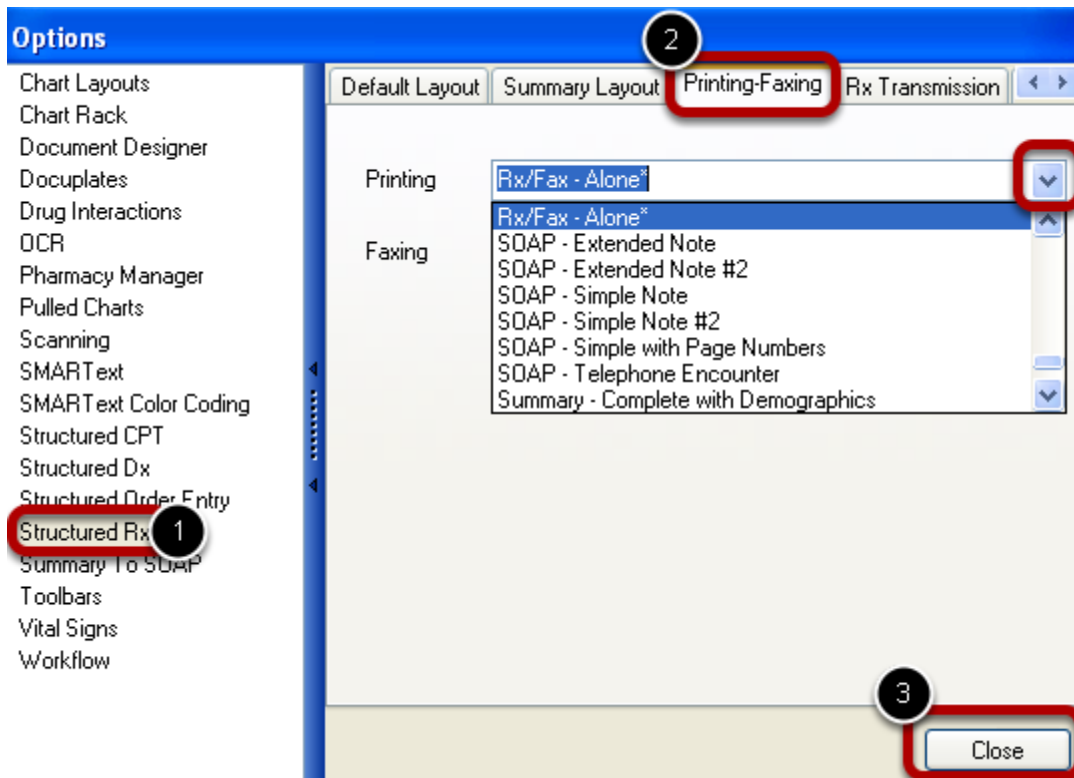 Options
Chart Layouts
Chart Rack
Document Designer
Docuplates
Drug Interactions
OCR
Pharmacy Manager
Pulled Charts
Scanning
SMARText
SMARText Color Coding
Structured CPT
Structured Dx
Structured Order Entry
Structured Rx
1
Summary To SOAP
Toolbars
Vital Signs
Workflow
2
Default Layout
Summary Layout
Printing-Faxing
Rx Transmission
Printing
Rx/Fax - Alone*
Rx/Fax - Alone*
SOAP - Extended Note
Faxing
SOAP - Extended Note #2
SOAP - Simple Note
SOAP - Simple Note #2
SOAP - Simple with Page Numbers
SOAP - Telephone Encounter
Summary - Complete with Demographics
3
Close